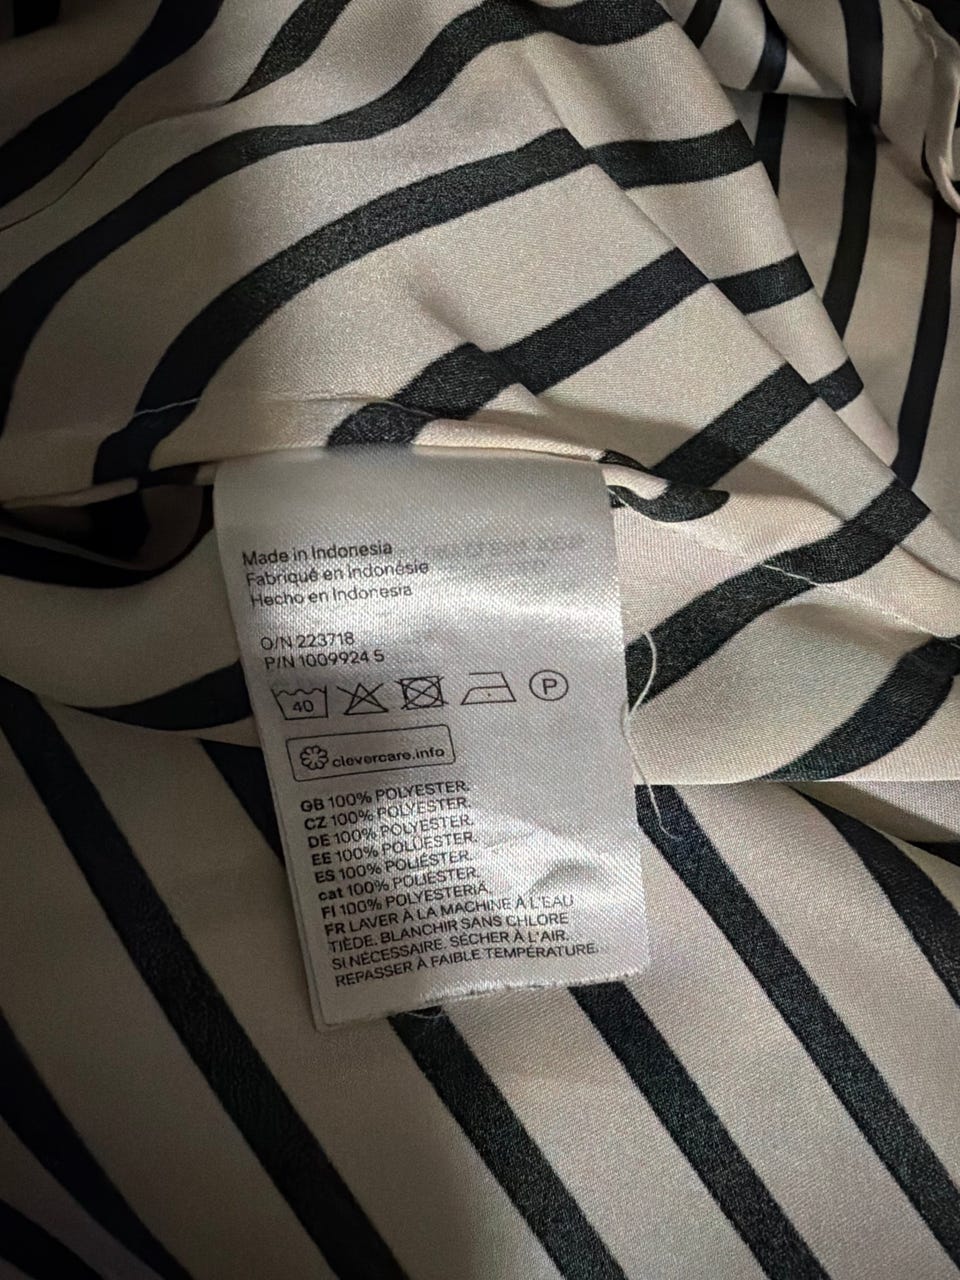 Made in Indonesia
Fabriqué en Indonésie
Hecho en Indonesia
O/N 223718
P/N 1009924 5
40 P
clevercare.info
GB 100% POLYESTER.
CZ 100% POLYESTER.
DE 100% POLYESTER.
EE 100% POLÜESTER.
ES 100% POLIÉSTER.
cat 100% POLIÈSTER.
FI 100% POLYESTERIÄ.
FR LAVER À LA MACHINE À L'EAU
TIÈDE. BLANCHIR SANS CHLORE
SI NÉCESSAIRE. SÉCHER À L'AIR.
REPASSER À FAIBLE TEMPÉRATURE.